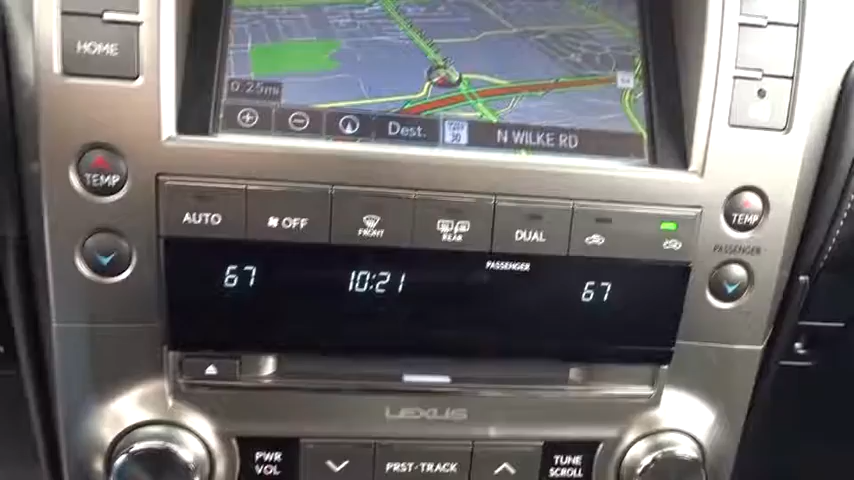 HOME
0.25mi
Dest.
N WILKE RD
TEMP
AUTO
OFF
FRONT
REAR
DUAL
TEMP
PASSENGER
67
10:21
PASSENGER
67
LEXUS
PWR
VOL
PRST·TRACK
TUNE
SCROLL